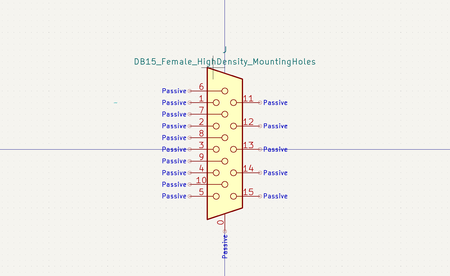 J
DB15_Female_HighDensity_MountingHoles
Passive 6
Passive 1 11 Passive
Passive 7
Passive 2 12 Passive
Passive 8
Passive 3 13 Passive
Passive 9
Passive 4 14 Passive
Passive 10
Passive 5 15 Passive
0
Passive